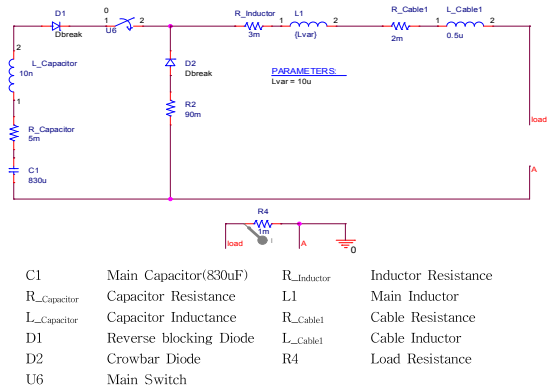 D1
Dbreak
0
1
2
U6
R_Inductor
3m
L1
1
2
{Lvar}
R_Cable1
2m
L_Cable1
1
2
0.5u
2
L_Capacitor
10n
1
D2
Dbreak
PARAMETERS:
Lvar = 10u
R2
90m
R_Capacitor
5m
load
C1
830u
A
R4
1m
load
I
A
0
C1 Main Capacitor(830uF) R_Inductor Inductor Resistance
R_Capacitor Capacitor Resistance L1 Main Inductor
L_Capacitor Capacitor Inductance R_Cable1 Cable Resistance
D1 Reverse blocking Diode L_Cable1 Cable Inductor
D2 Crowbar Diode R4 Load Resistance
U6 Main Switch